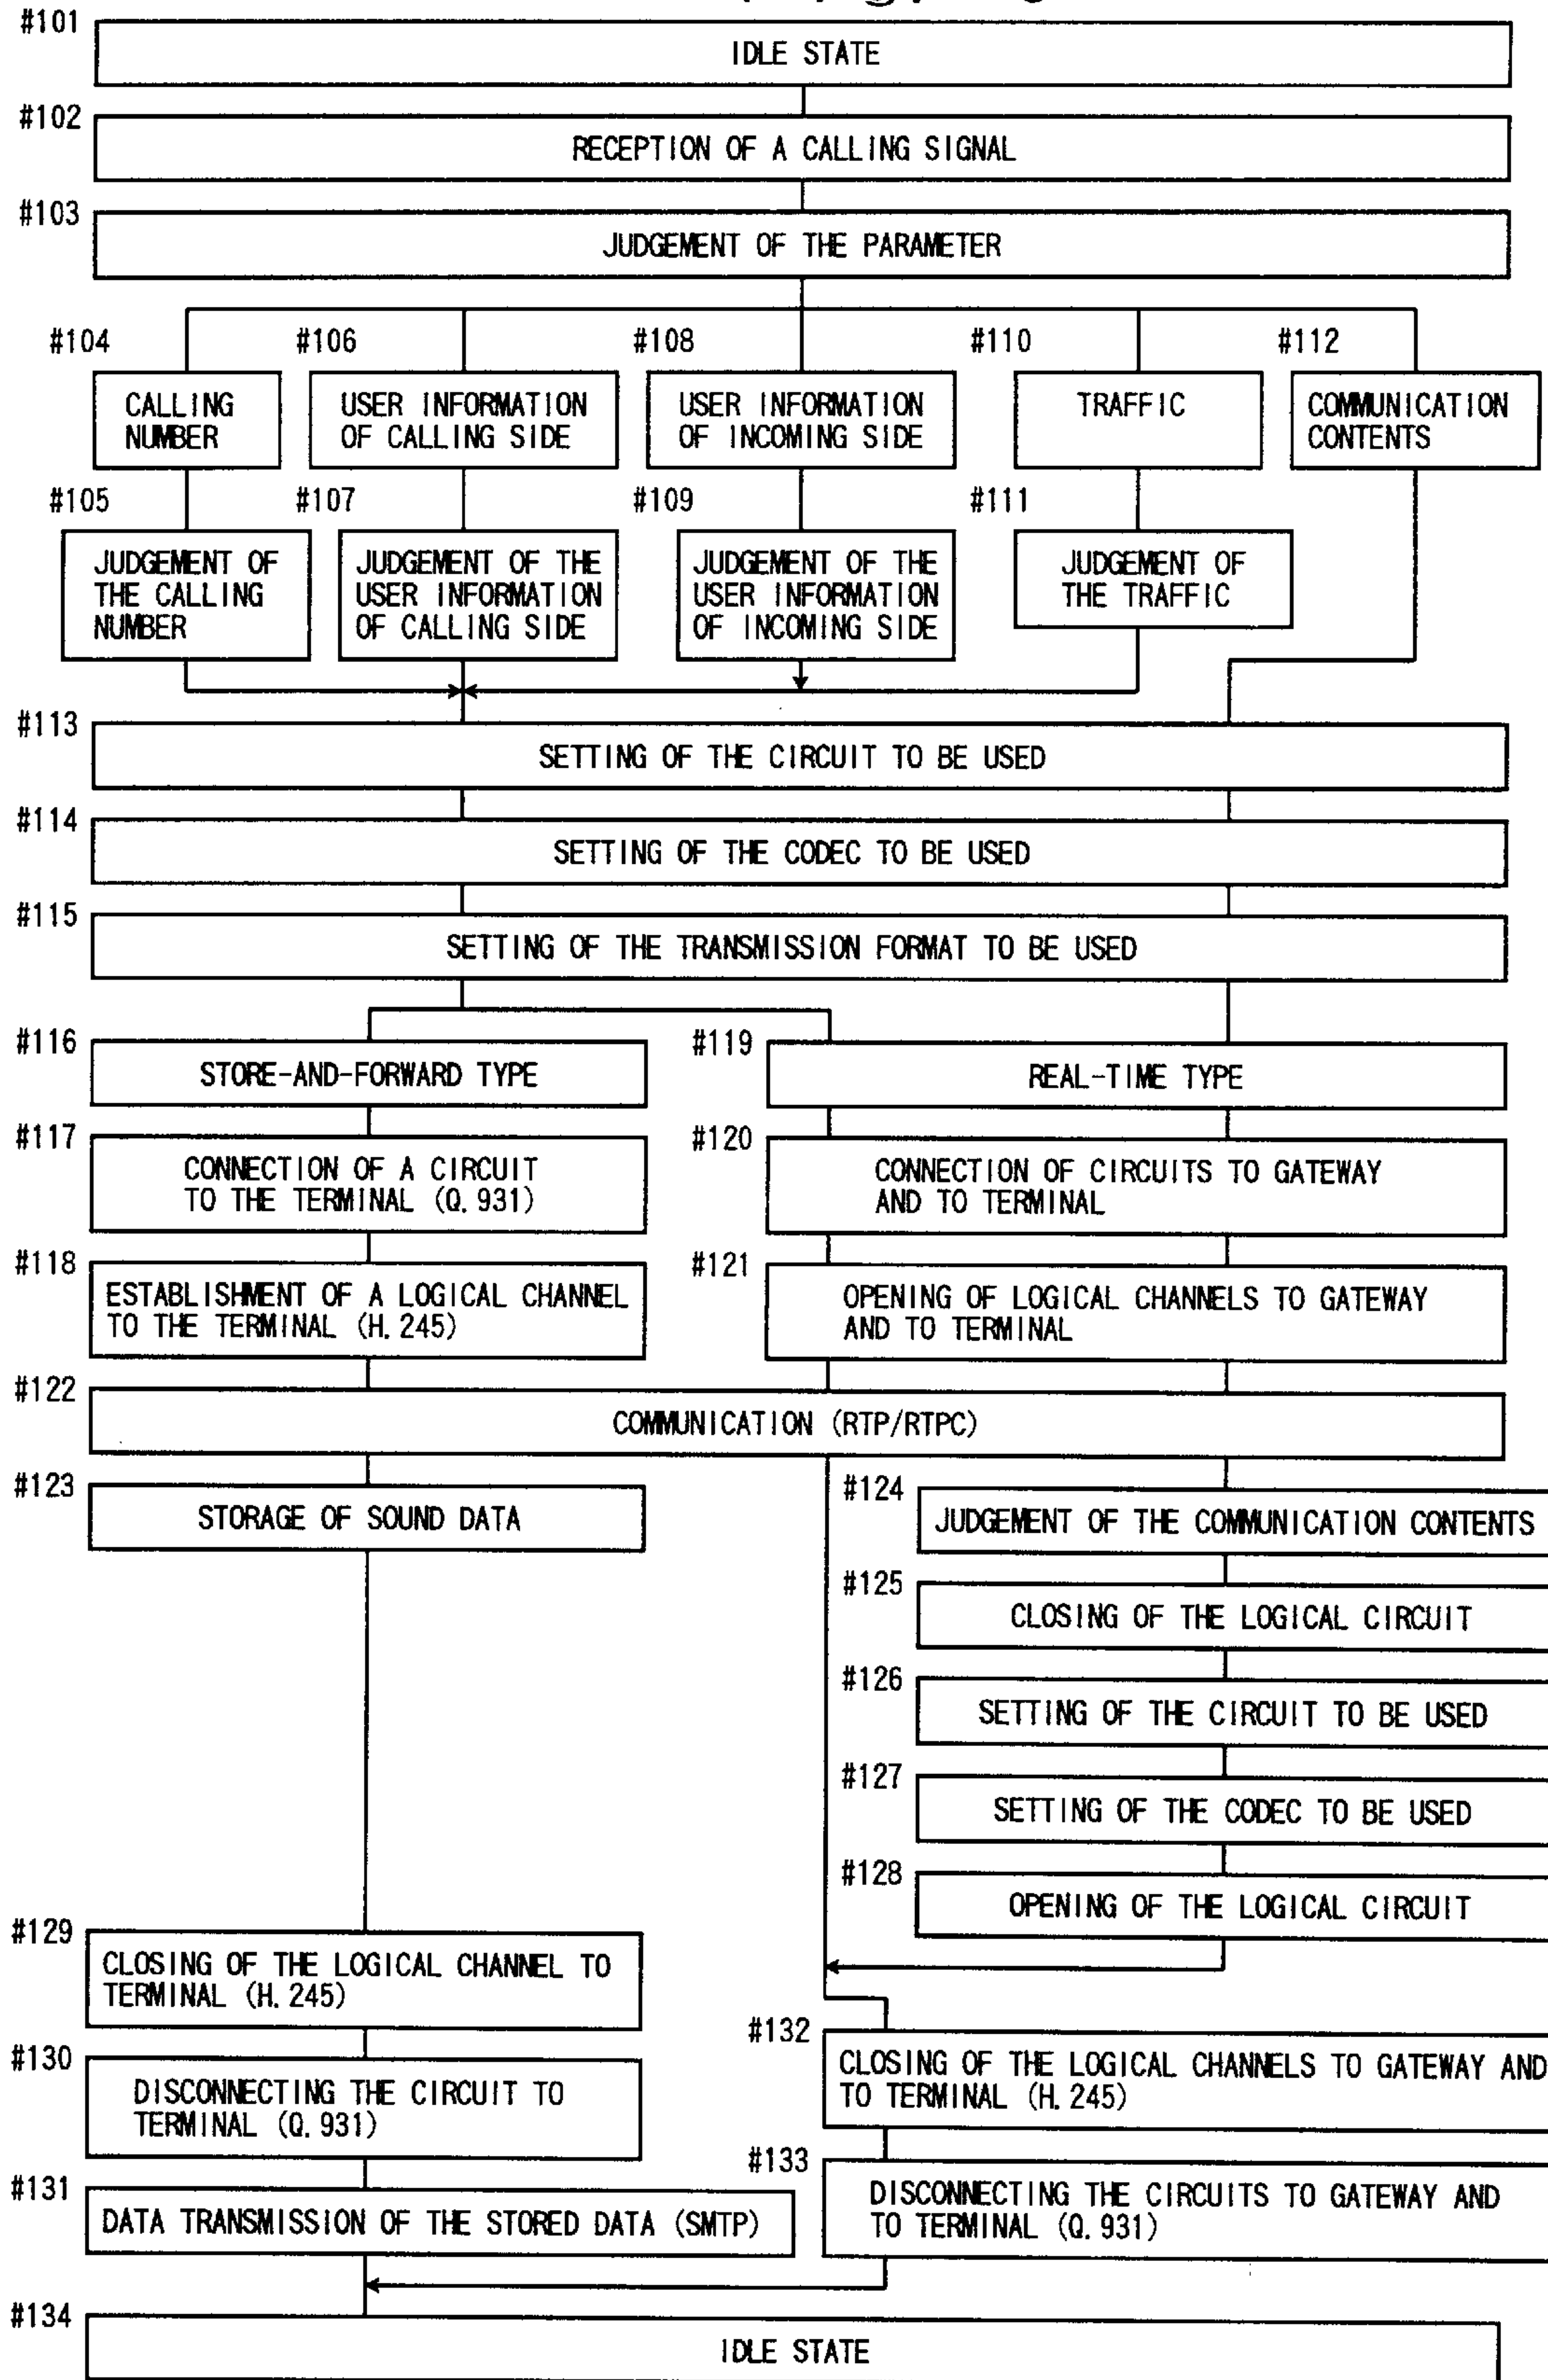 #101
IDLE STATE
#102
RECEPTION OF A CALLING SIGNAL
#103
JUDGEMENT OF THE PARAMETER
#104
CALLING
NUMBER
#106
USER INFORMATION
OF CALLING SIDE
#108
USER INFORMATION
OF INCOMING SIDE
#110
TRAFFIC
#112
COMMUNICATION
CONTENTS
#105
JUDGEMENT OF
THE CALLING
NUMBER
#107
JUDGEMENT OF THE
USER INFORMATION
OF CALLING SIDE
#109
JUDGEMENT OF THE
USER INFORMATION
OF INCOMING SIDE
#111
JUDGEMENT OF
THE TRAFFIC
#113
SETTING OF THE CIRCUIT TO BE USED
#114
SETTING OF THE CODEC TO BE USED
#115
SETTING OF THE TRANSMISSION FORMAT TO BE USED
#116
STORE-AND-FORWARD TYPE
#119
REAL-TIME TYPE
#117
CONNECTION OF A CIRCUIT
TO THE TERMINAL (Q.931)
#120
CONNECTION OF CIRCUITS TO GATEWAY
AND TO TERMINAL
#118
ESTABLISHMENT OF A LOGICAL CHANNEL
TO THE TERMINAL (H.245)
#121
OPENING OF LOGICAL CHANNELS TO GATEWAY
AND TO TERMINAL
#122
COMMUNICATION (RTP/RTPC)
#123
STORAGE OF SOUND DATA
#124
JUDGEMENT OF THE COMMUNICATION CONTENTS
#125
CLOSING OF THE LOGICAL CIRCUIT
#126
SETTING OF THE CIRCUIT TO BE USED
#127
SETTING OF THE CODEC TO BE USED
#128
OPENING OF THE LOGICAL CIRCUIT
#129
CLOSING OF THE LOGICAL CHANNEL TO
TERMINAL (H.245)
#132
CLOSING OF THE LOGICAL CHANNELS TO GATEWAY AND
TO TERMINAL (H.245)
#130
DISCONNECTING THE CIRCUIT TO
TERMINAL (Q.931)
#133
DISCONNECTING THE CIRCUITS TO GATEWAY AND
TO TERMINAL (Q.931)
#131
DATA TRANSMISSION OF THE STORED DATA (SMTP)
#134
IDLE STATE